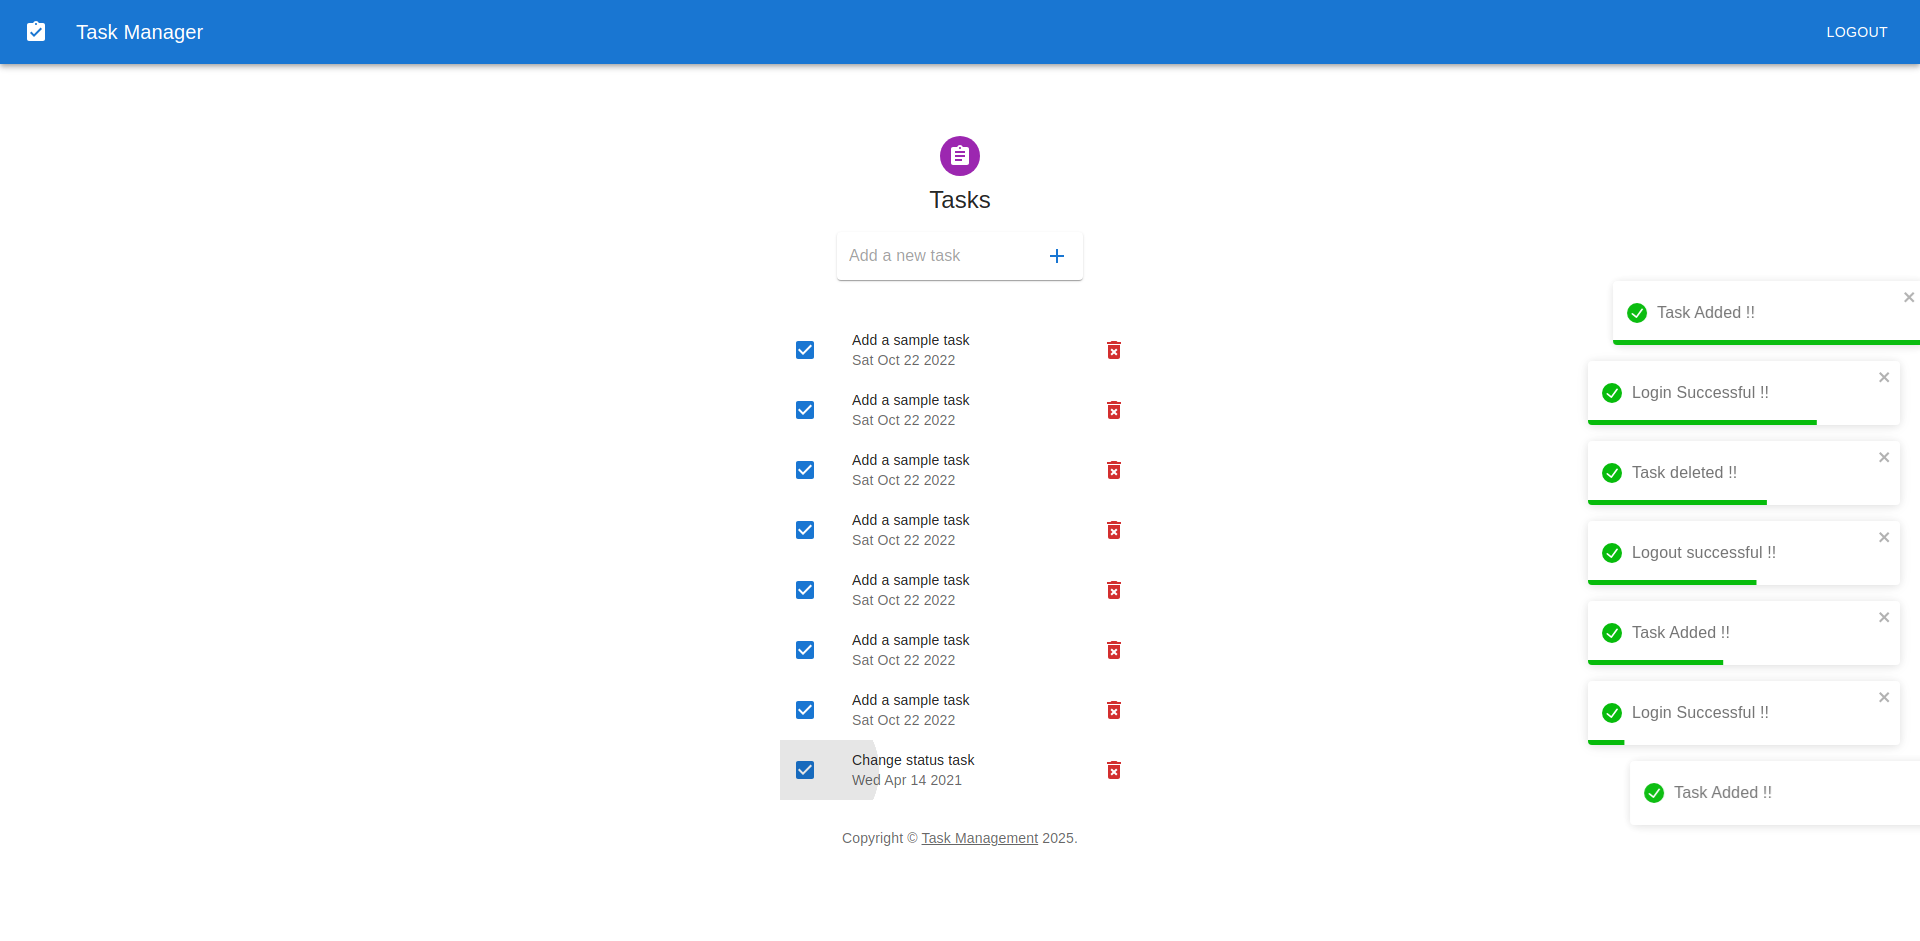 Task Manager
LOGOUT
Tasks
Add a new task
Add a sample task
Sat Oct 22 2022
Add a sample task
Sat Oct 22 2022
Add a sample task
Sat Oct 22 2022
Add a sample task
Sat Oct 22 2022
Add a sample task
Sat Oct 22 2022
Add a sample task
Sat Oct 22 2022
Add a sample task
Sat Oct 22 2022
Change status task
Wed Apr 14 2021
Copyright © Task Management 2025.
Task Added !!
Login Successful !!
Task deleted !!
Logout successful !!
Task Added !!
Login Successful !!
Task Added !!